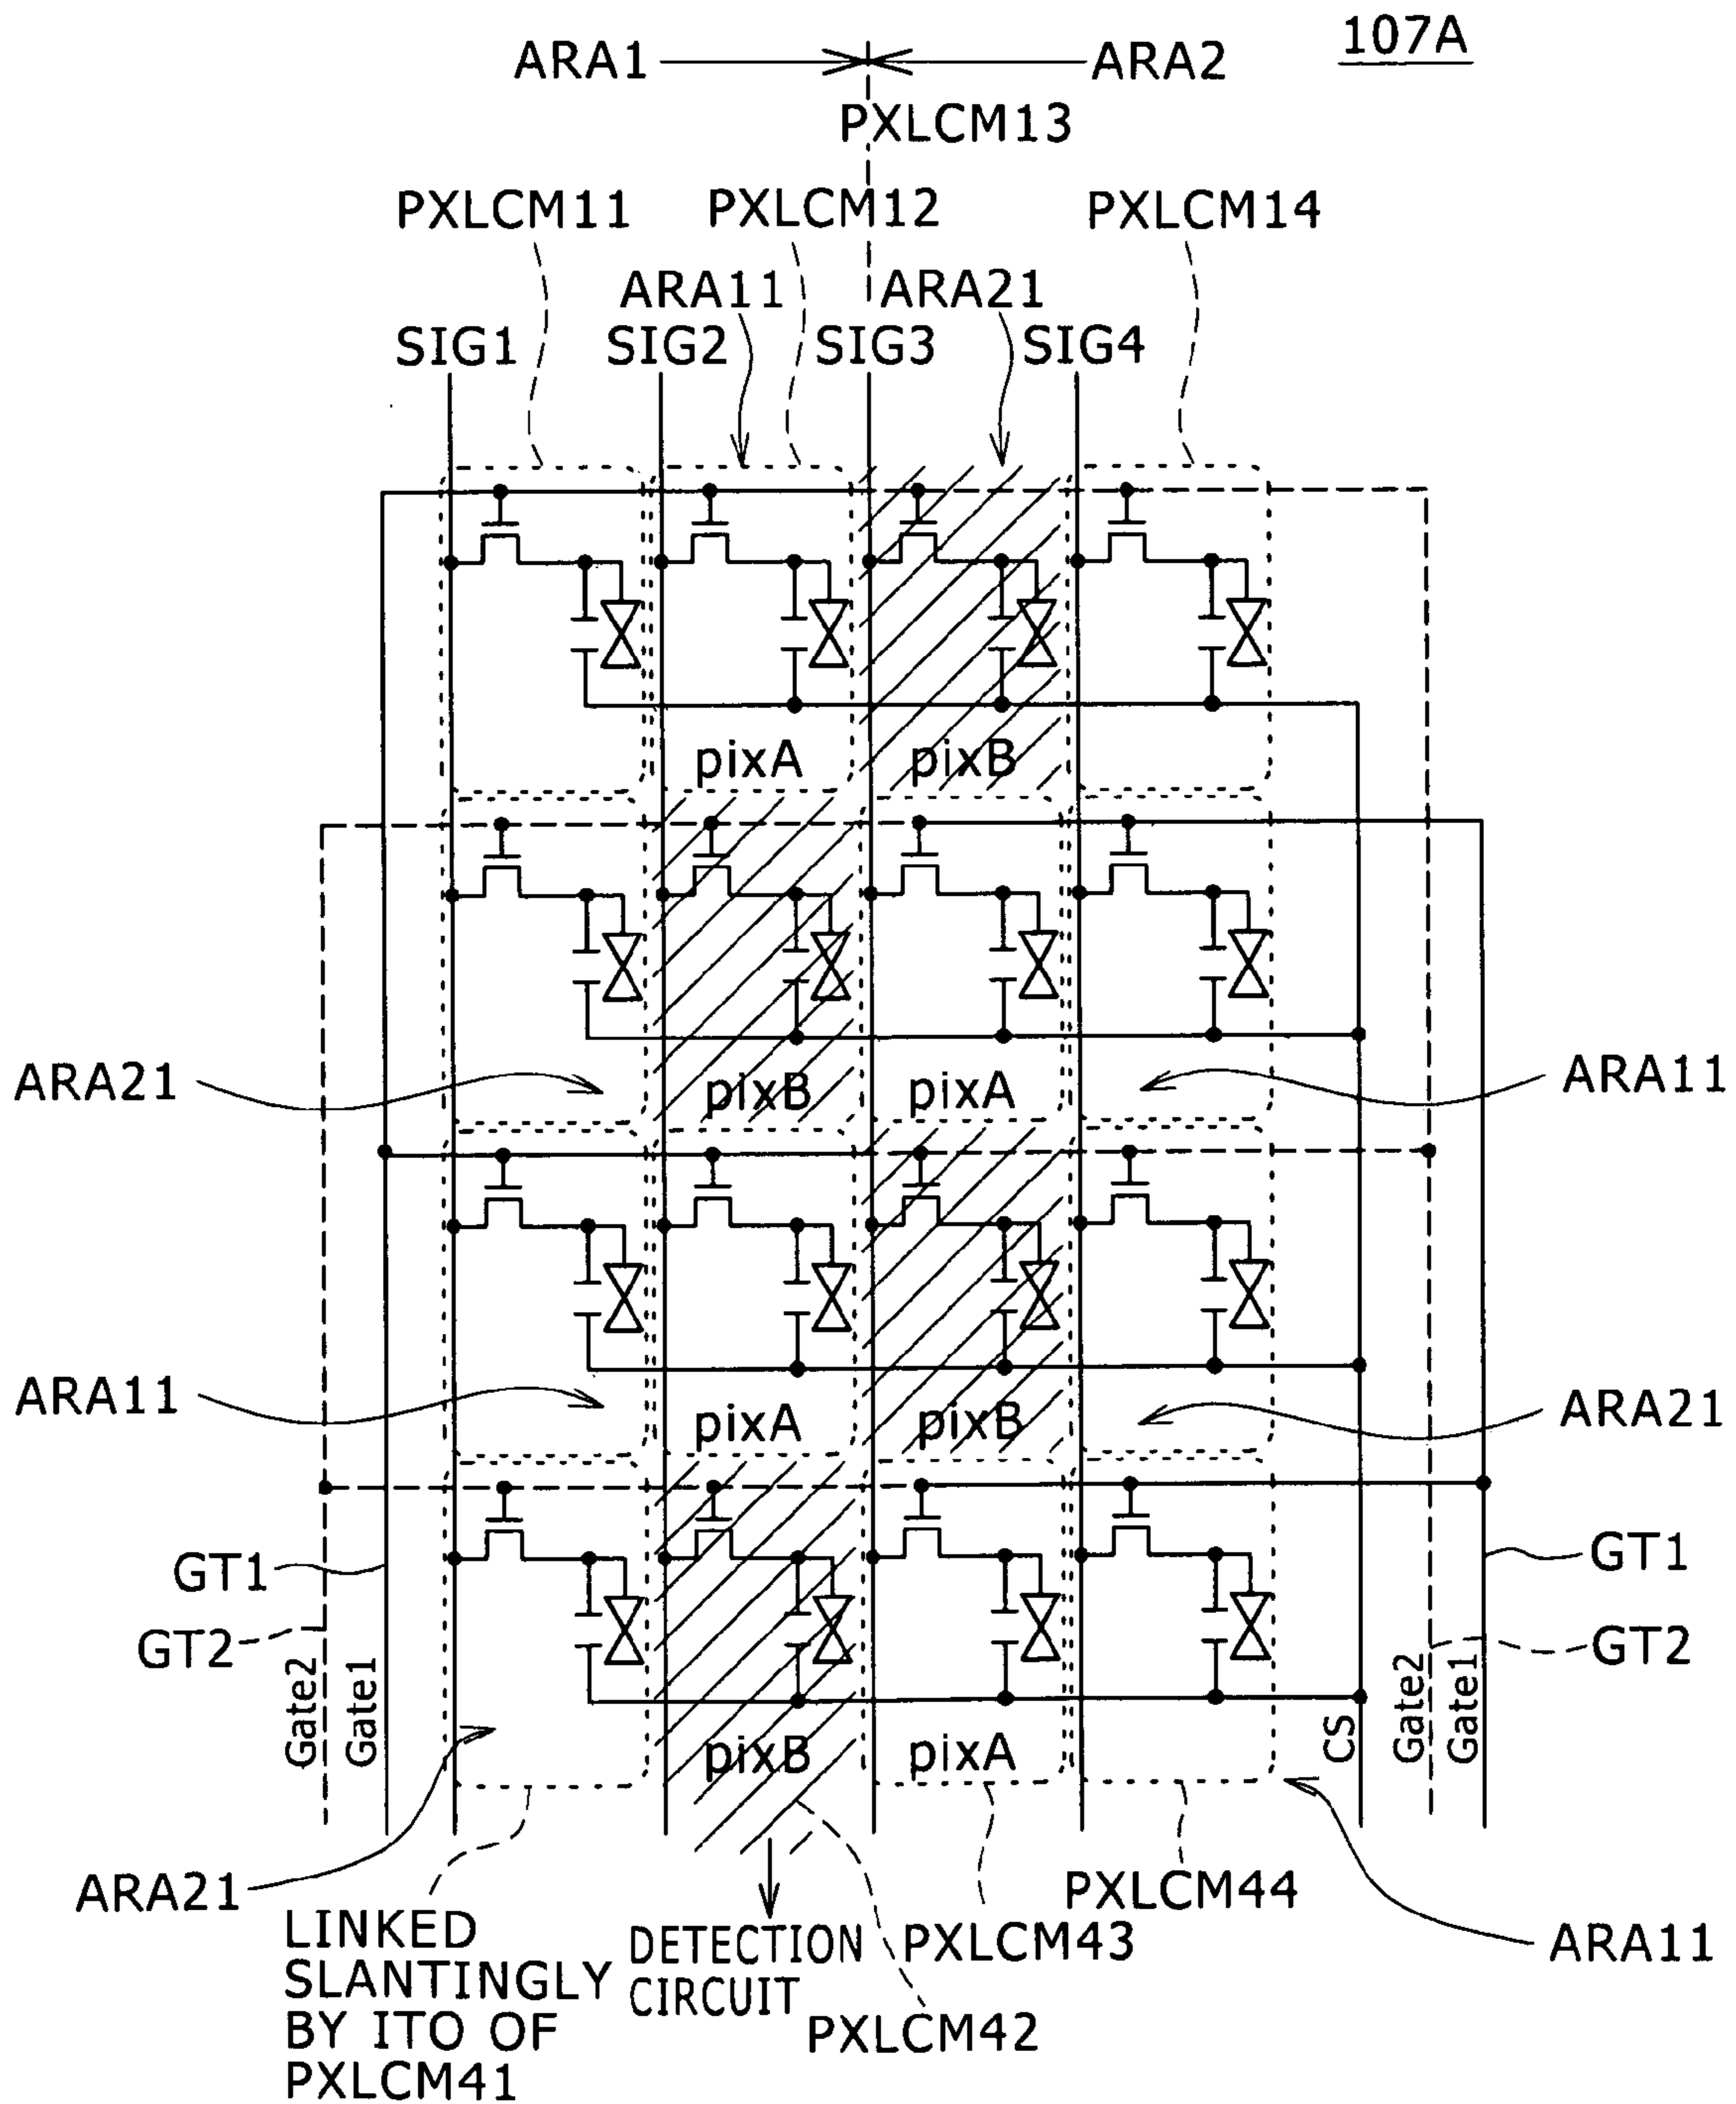 107A
ARA1
ARA2
PXLCM13
PXLCM11
PXLCM12
PXLCM14
ARA11
ARA21
SIG1
SIG2
SIG3
SIG4
pixA
pixB
ARA21
pixB
pixA
ARA11
ARA11
pixA
pixB
ARA21
GT1
GT2
Gate2
Gate1
pixB
pixA
CS
Gate2
Gate1
GT1
GT2
ARA21
PXLCM44
LINKED
SLANTINGLY
BY ITO OF
PXLCM41
DETECTION
CIRCUIT
PXLCM43
PXLCM42
ARA11